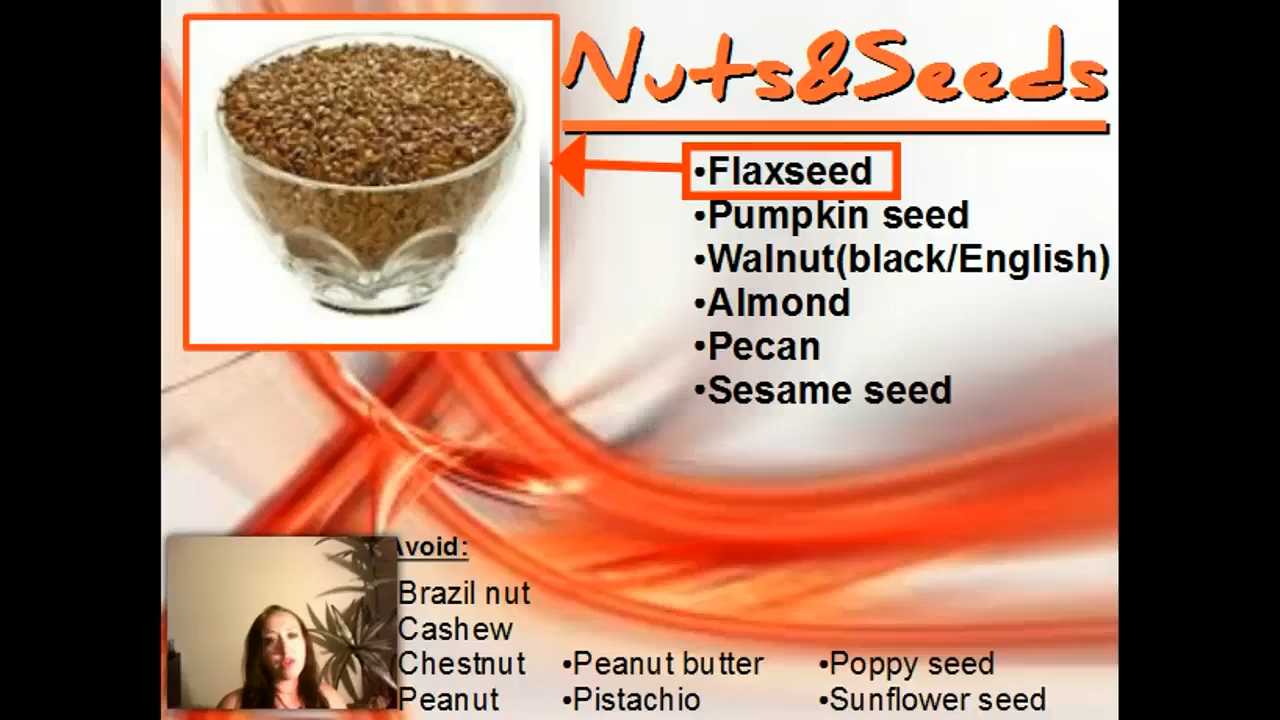 Nuts&Seeds
•Flaxseed
•Pumpkin seed
•Walnut(black/English)
•Almond
•Pecan
•Sesame seed
Avoid:
Brazil nut
Cashew
Chestnut •Peanut butter •Poppy seed
Peanut •Pistachio •Sunflower seed